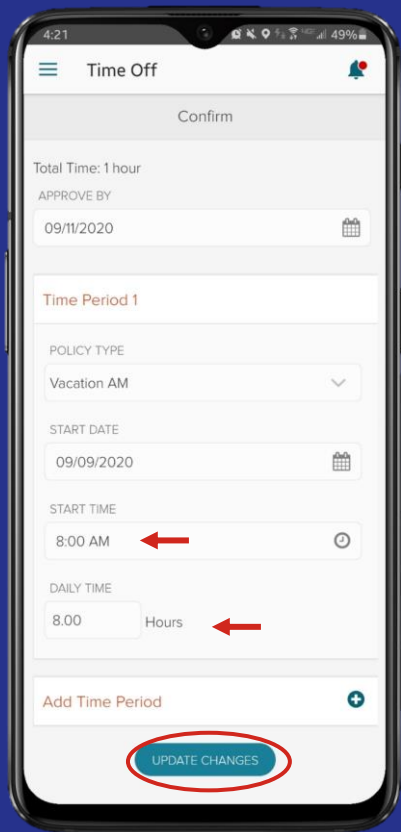 4:21
49%
Time Off
Confirm
Total Time: 1 hour
APPROVE BY
09/11/2020
Time Period 1
POLICY TYPE
Vacation AM
START DATE
09/09/2020
START TIME
8:00 AM
DAILY TIME
8.00 Hours
Add Time Period
UPDATE CHANGES